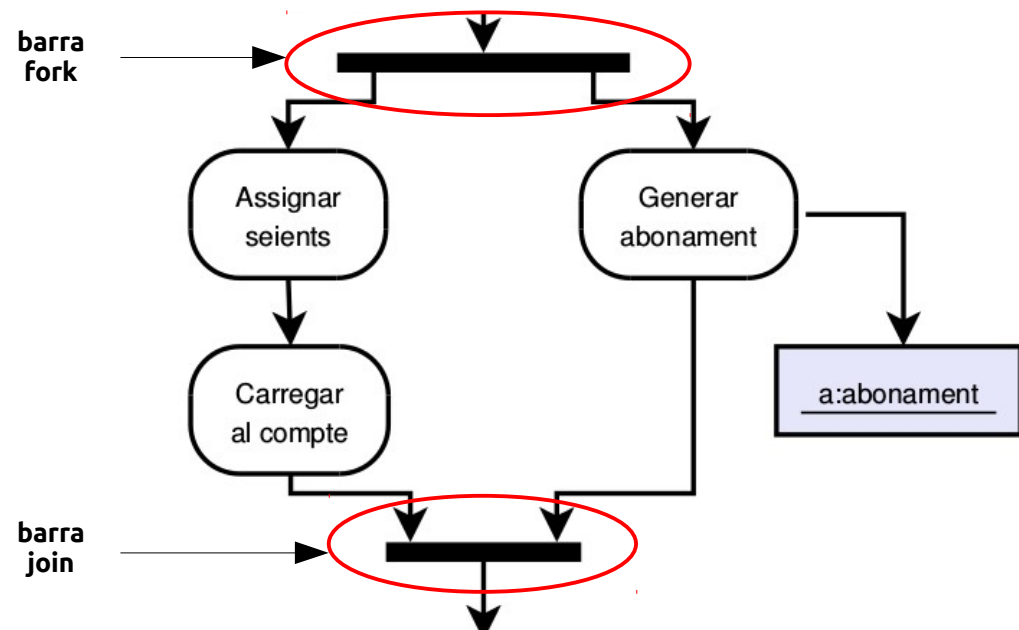 barra
fork
Assignar
seients
Generar
abonament
Carregar
al compte
a:abonament
barra
join